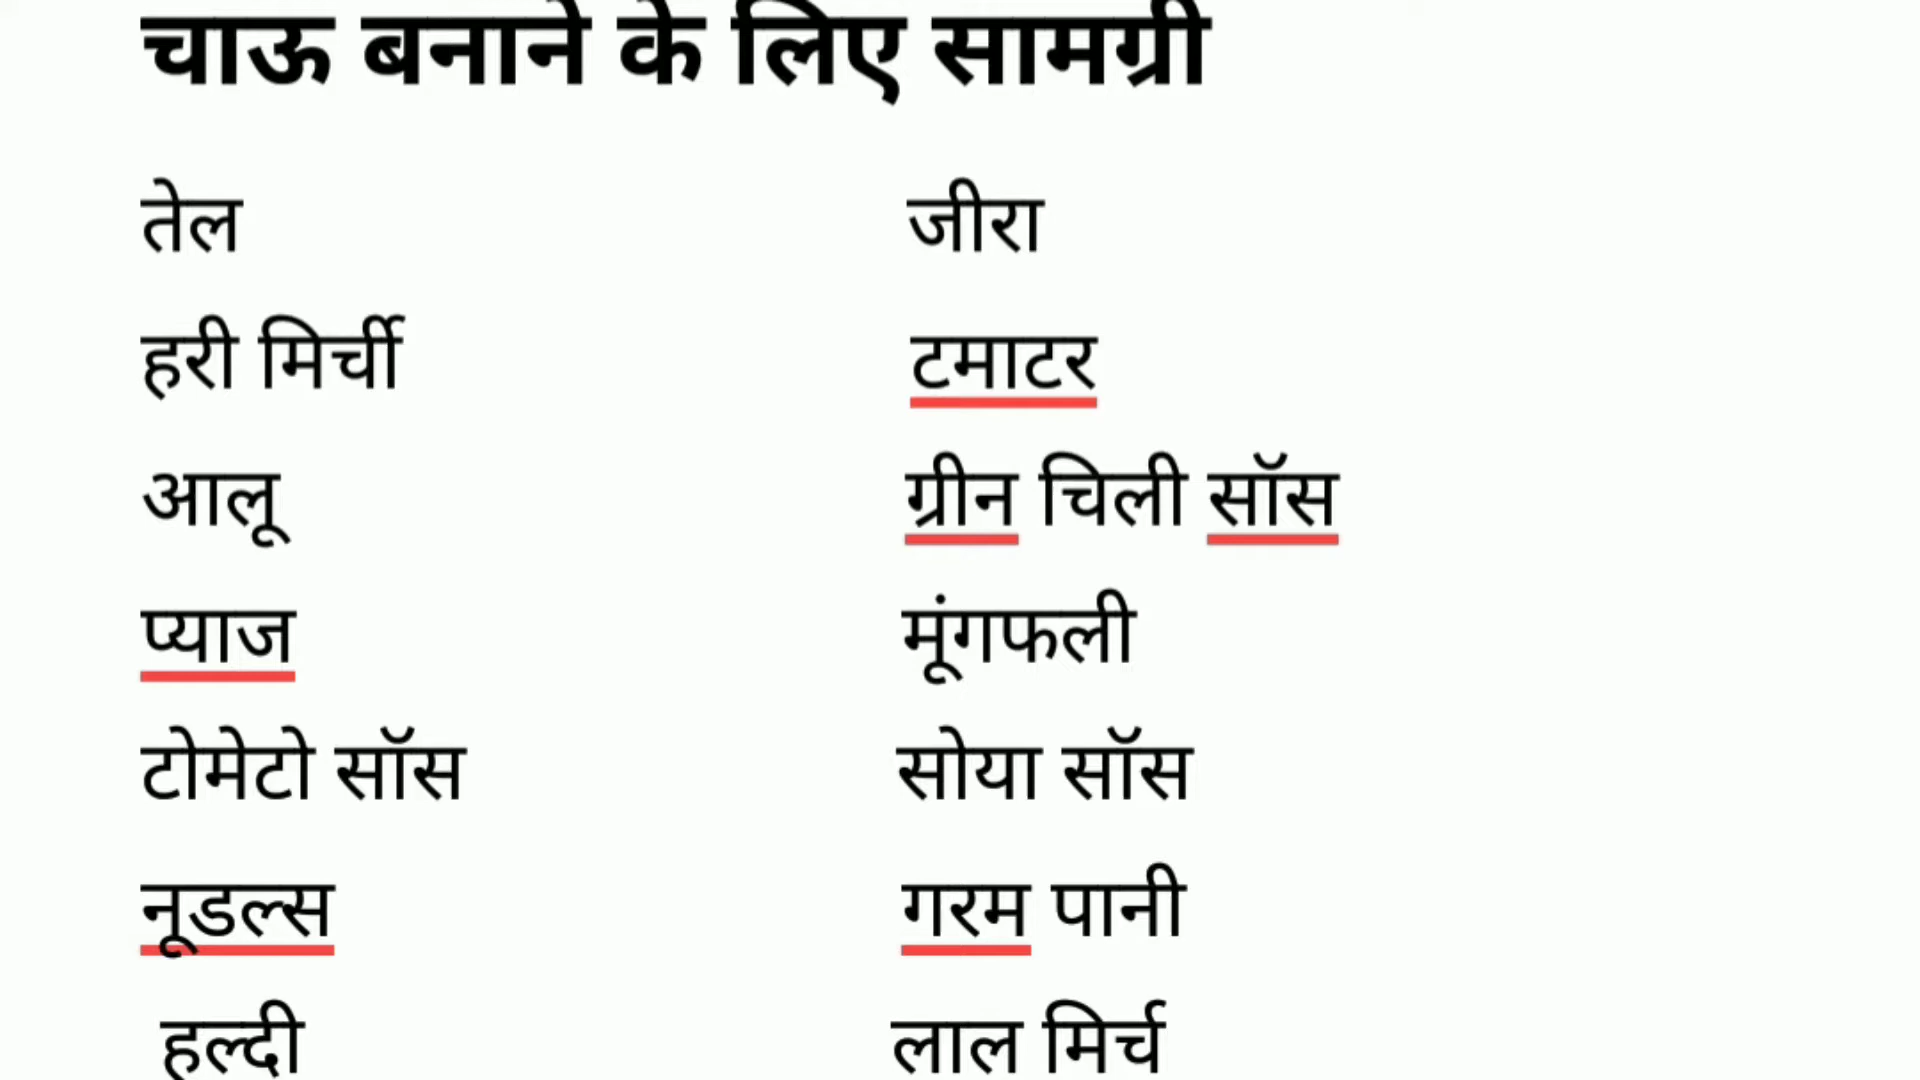 चाऊ बनाने के लिए सामग्री
तेल जीरा
हरी मिर्ची टमाटर
आलू ग्रीन चिली सॉस
प्याज मूंगफली
टोमेटो सॉस सोया सॉस
नूडल्स गरम पानी
हल्दी लाल मिर्च